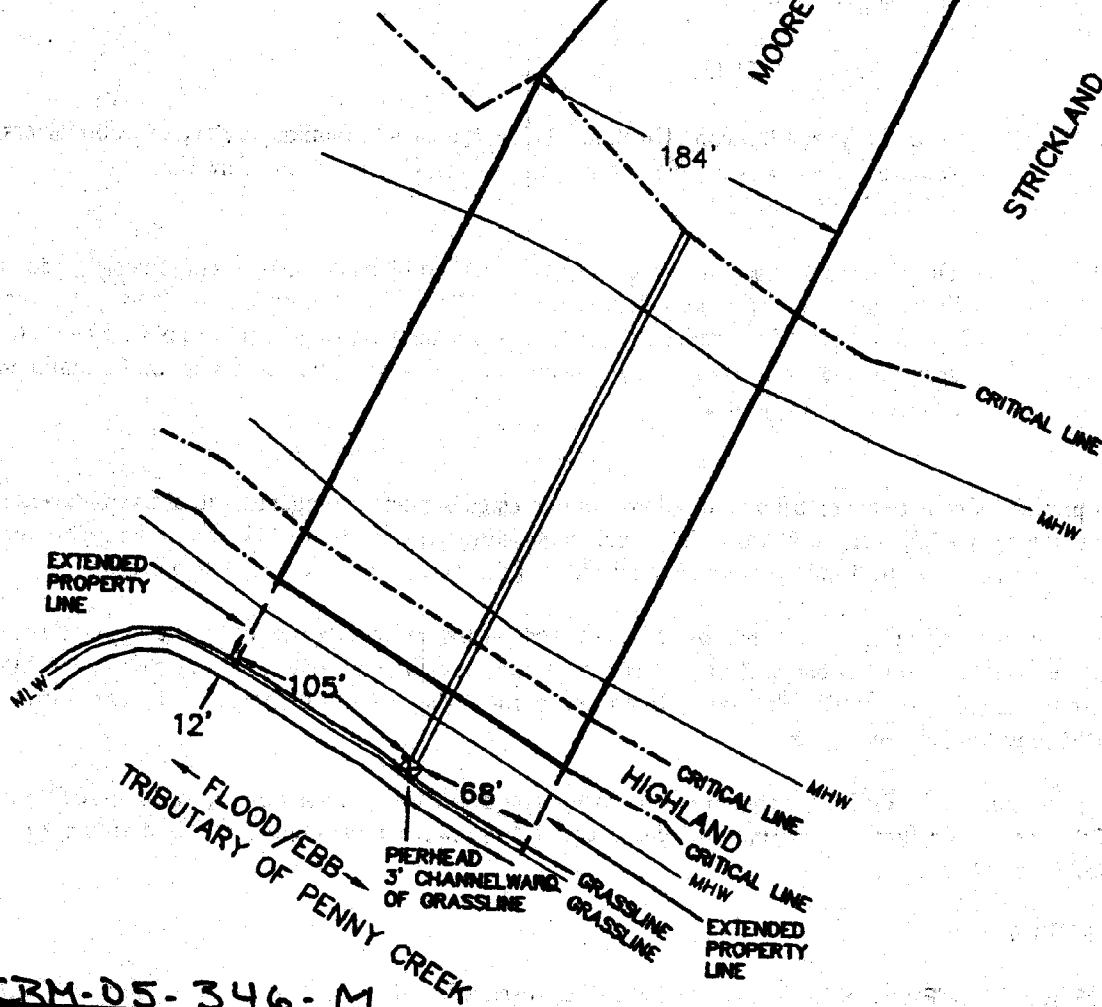 MOORE
STRICKLAND
184'
CRITICAL LINE
MHW
EXTENDED
PROPERTY
LINE
MLW
12'
105'
68'
FLOOD/EBB
TRIBUTARY OF PENNY CREEK
PIERHEAD
3' CHANNELWARD
OF GRASSLINE
HIGHLAND
CRITICAL LINE
MHW
CRITICAL LINE
MHW
GRASSLINE
GRASSLINE
EXTENDED
PROPERTY
LINE
CRM-05-346-M